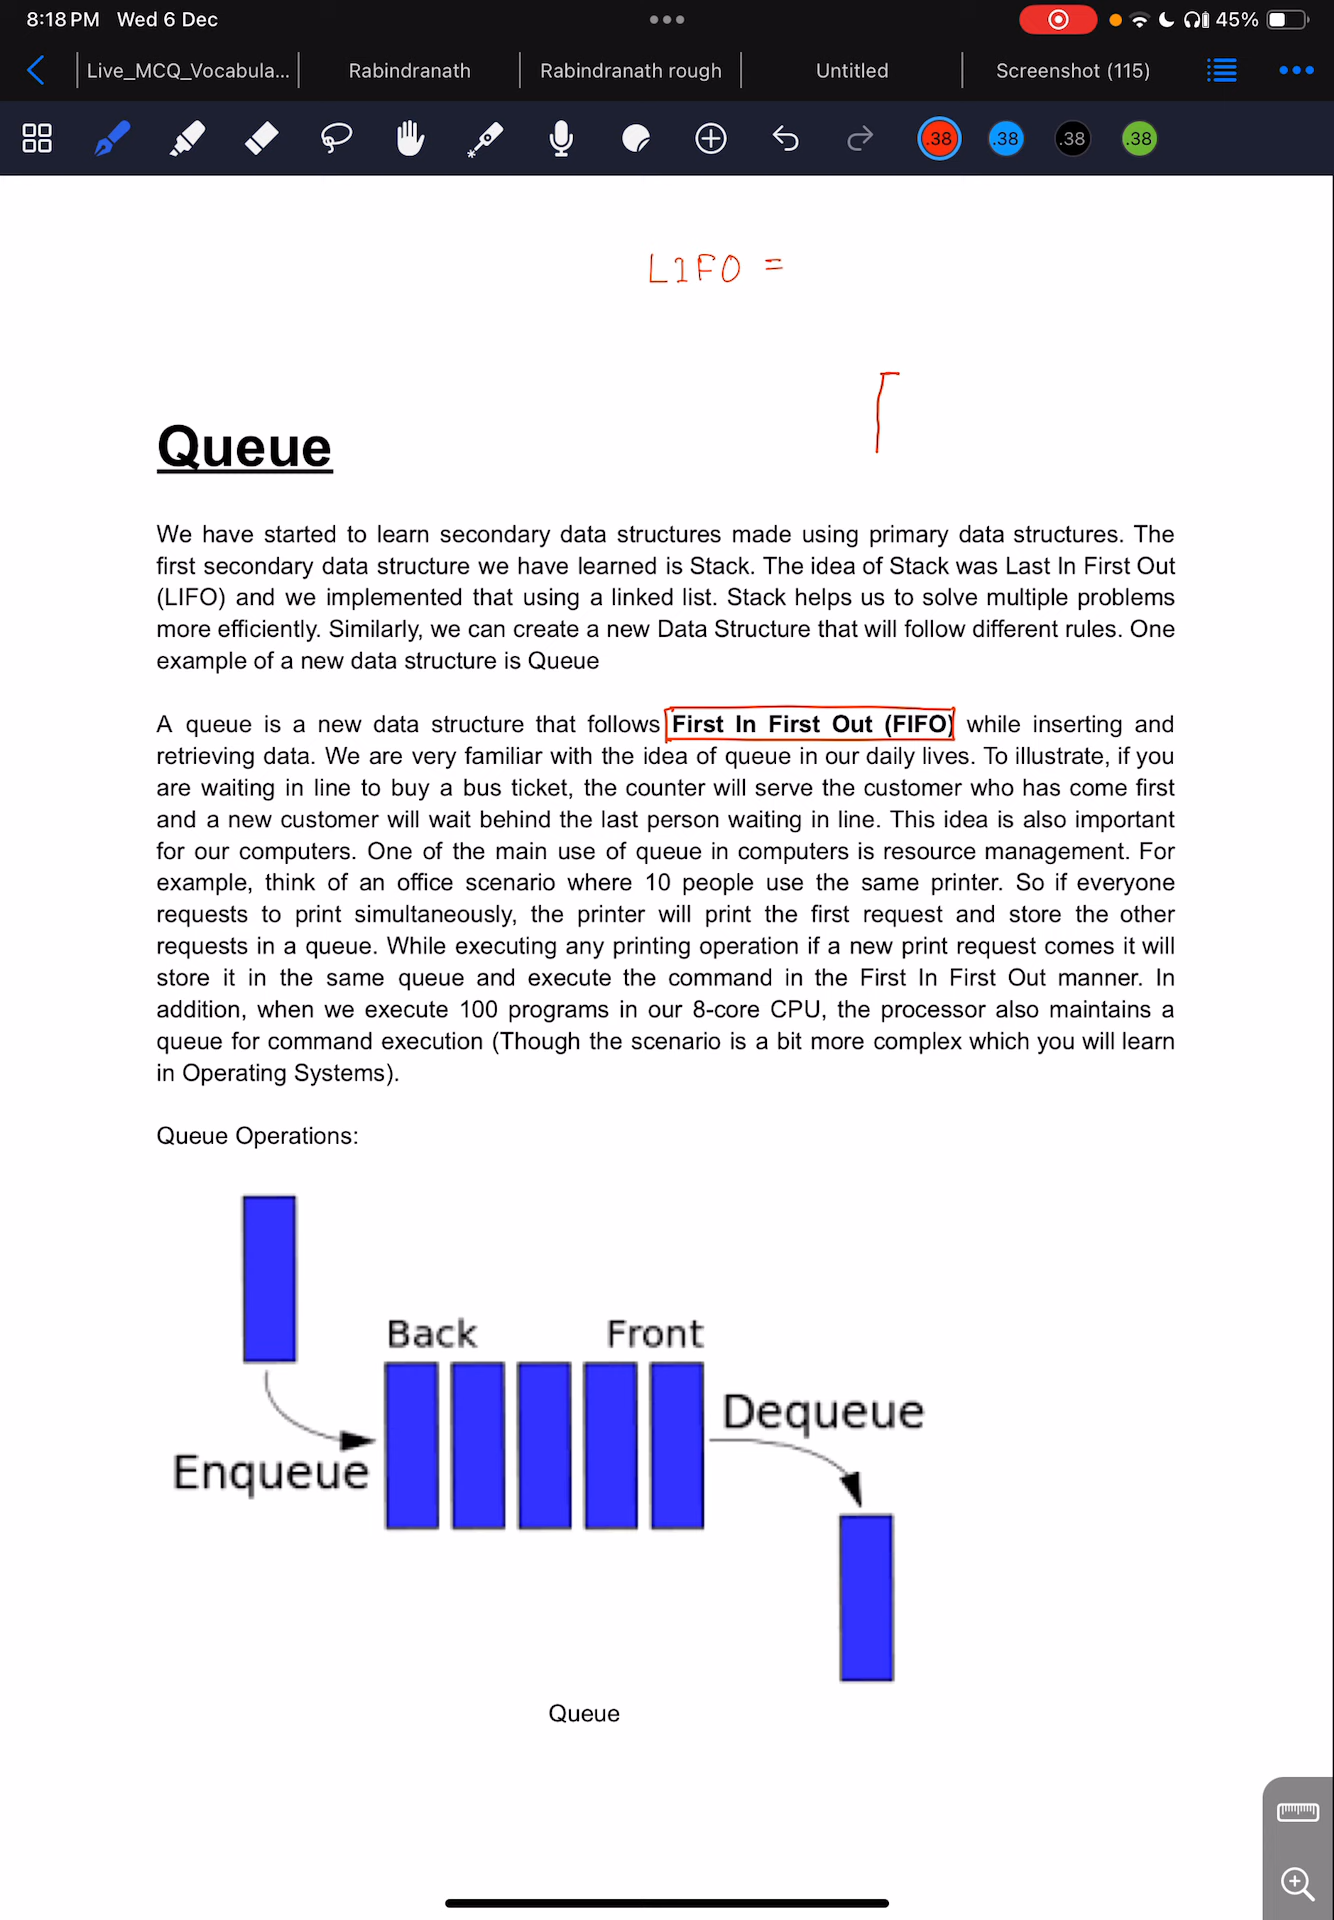 8:18 PM Wed 6 Dec
45%
Live_MCQ_Vocabula...
Rabindranath
Rabindranath rough
Untitled
Screenshot (115)
.38 .38 .38 .38
LIFO =
Queue
We have started to learn secondary data structures made using primary data structures. The
first secondary data structure we have learned is Stack. The idea of Stack was Last In First Out
(LIFO) and we implemented that using a linked list. Stack helps us to solve multiple problems
more efficiently. Similarly, we can create a new Data Structure that will follow different rules. One
example of a new data structure is Queue
A queue is a new data structure that follows First In First Out (FIFO) while inserting and
retrieving data. We are very familiar with the idea of queue in our daily lives. To illustrate, if you
are waiting in line to buy a bus ticket, the counter will serve the customer who has come first
and a new customer will wait behind the last person waiting in line. This idea is also important
for our computers. One of the main use of queue in computers is resource management. For
example, think of an office scenario where 10 people use the same printer. So if everyone
requests to print simultaneously, the printer will print the first request and store the other
requests in a queue. While executing any printing operation if a new print request comes it will
store it in the same queue and execute the command in the First In First Out manner. In
addition, when we execute 100 programs in our 8-core CPU, the processor also maintains a
queue for command execution (Though the scenario is a bit more complex which you will learn
in Operating Systems).
Queue Operations:
Back Front
Dequeue
Enqueue
Queue